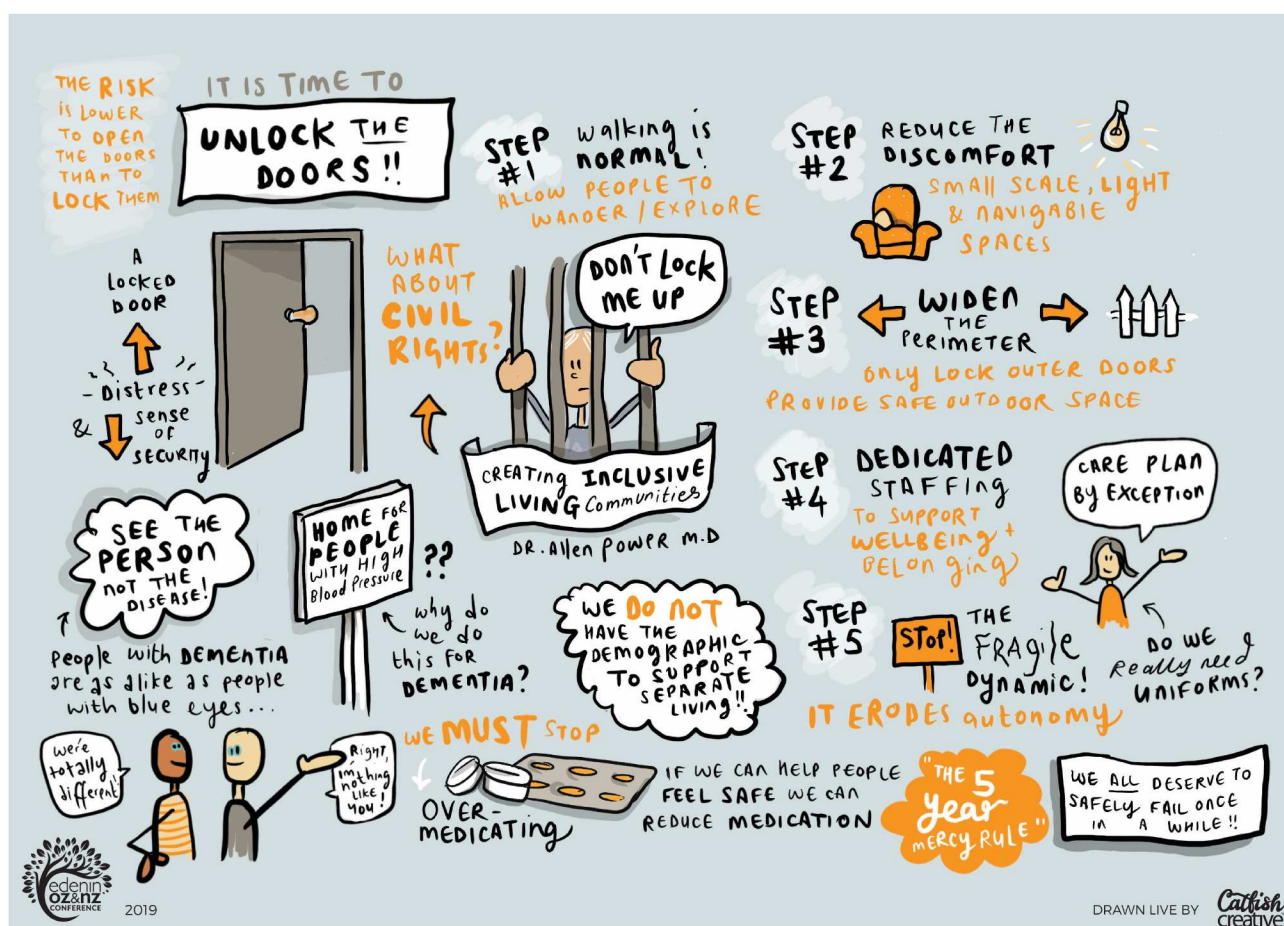 THE RISK
is LOWER
TO OPEN
THE DOORS
THAN TO
LOCK THEM
IT IS TIME TO
UNLOCK THE
DOORS!!
A
LOCKED
DOOR
- Distress -
& sense
of
SECURITY
WHAT
ABOUT
CIVIL
RIGHTS?
STEP
#1
walking is
NORMAL!
ALLOW PEOPLE TO
WANDER / EXPLORE
DON'T LOCK
ME UP
CREATING INCLUSIVE
LIVING Communities
DR. Allen Power M.D
STEP
#2
REDUCE THE
DISCOMFORT
SMALL SCALE, LIGHT
& NAVIGABLE
SPACES
STEP
#3
WIDEN
THE
PERIMETER
ONLY LOCK OUTER DOORS
PROVIDE SAFE OUTDOOR SPACE
STEP
#4
DEDICATED
STAFFING
TO SUPPORT
WELLBEING +
BELONGING
CARE PLAN
BY EXCEPTION
DO WE
Really need
UNIFORMS?
STEP
#5
STOP!
THE
FRAGILE
DYNAMIC!
IT ERODES autonomy
SEE THE
PERSON
NOT THE
DISEASE!
People with DEMENTIA
are as alike as people
with blue eyes...
We're
totally
different
Right,
I'm
nothing
like
you!
HOME FOR
PEOPLE
WITH HIGH
Blood Pressure
??
why do
we do
this for
DEMENTIA?
WE DO NOT
HAVE THE
DEMOGRAPHIC
TO SUPPORT
SEPARATE
LIVING!!
WE MUST STOP
OVER-
MEDICATING
IF WE CAN HELP PEOPLE
FEEL SAFE WE CAN
REDUCE MEDICATION
"THE 5
Year
MERCY RULE"
WE ALL DESERVE TO
SAFELY FAIL ONCE
IN A WHILE!!
edenin
OZ&NZ
CONFERENCE
2019
DRAWN LIVE BY
Catfish
creative